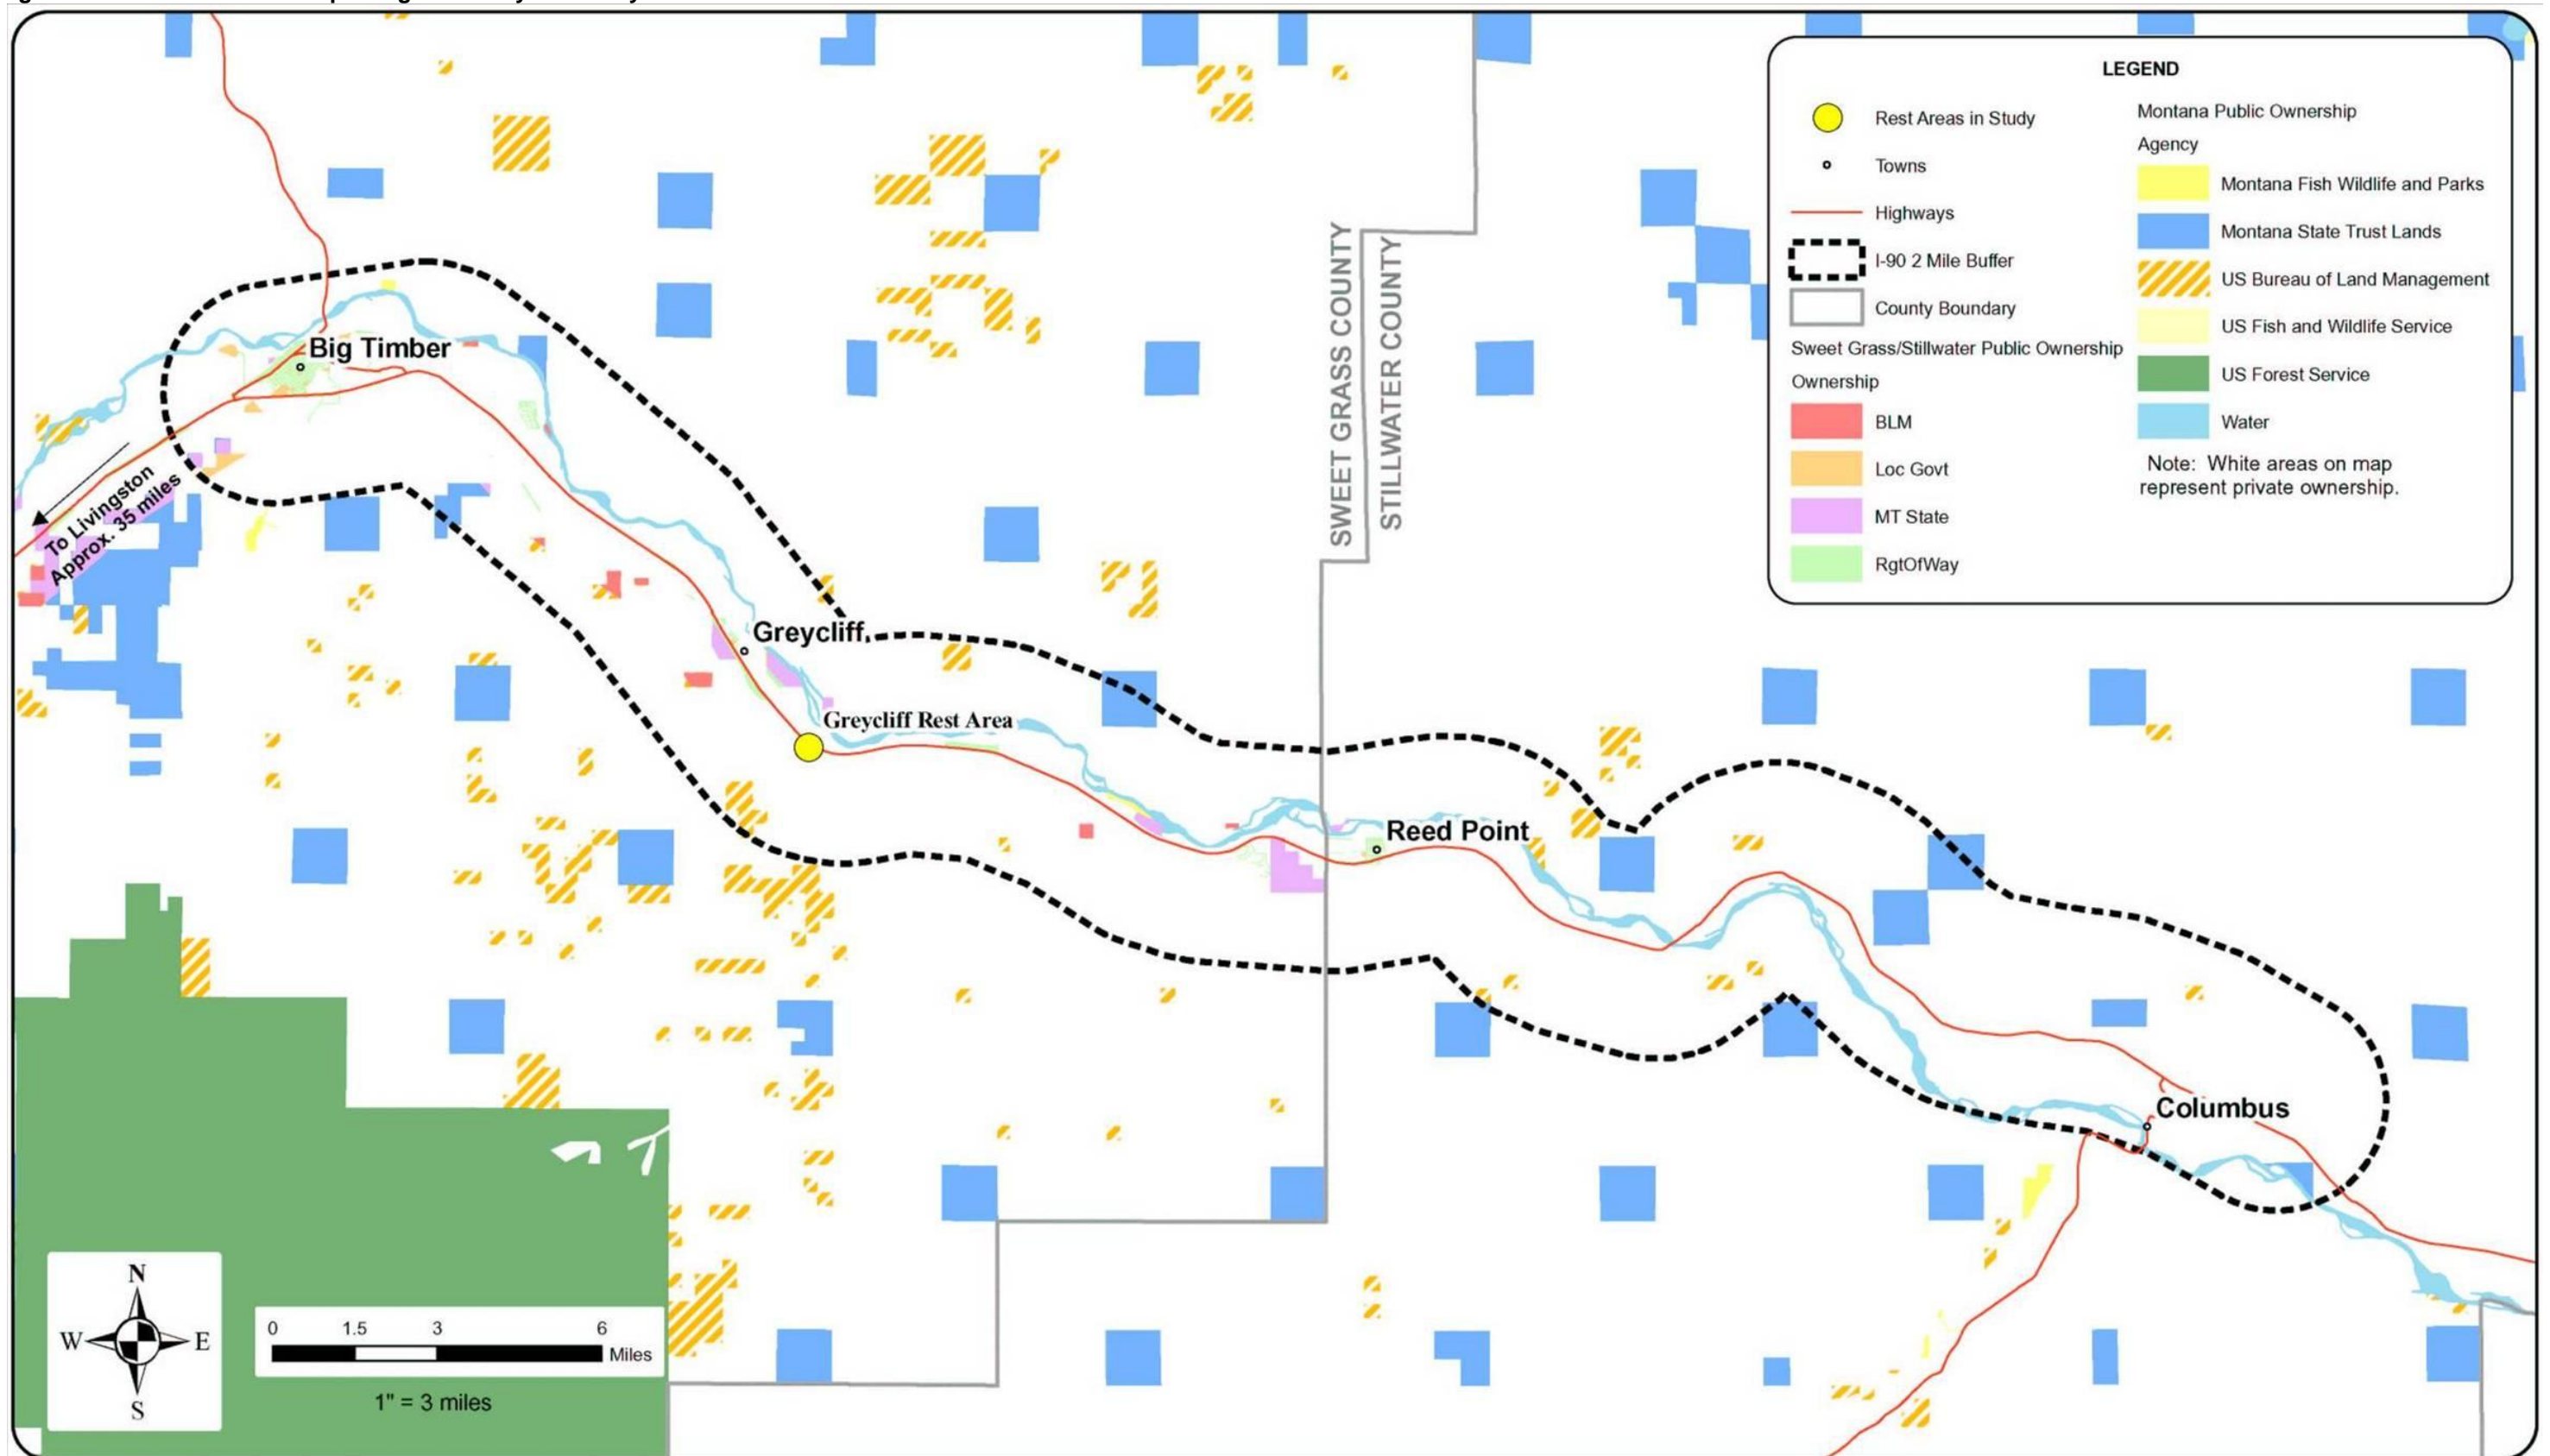 LEGEND
Rest Areas in Study
Towns
Highways
I-90 2 Mile Buffer
County Boundary
Sweet Grass/Stillwater Public Ownership
Ownership
BLM
Loc Govt
MT State
RgtOfWay
Montana Public Ownership
Agency
Montana Fish Wildlife and Parks
Montana State Trust Lands
US Bureau of Land Management
US Fish and Wildlife Service
US Forest Service
Water
Note: White areas on map
represent private ownership.
SWEET GRASS COUNTY
STILLWATER COUNTY
Big Timber
To Livingston
Approx. 35 miles
Greycliff
Greycliff Rest Area
Reed Point
Columbus
N
W
E
S
0 1.5 3 6
Miles
1" = 3 miles